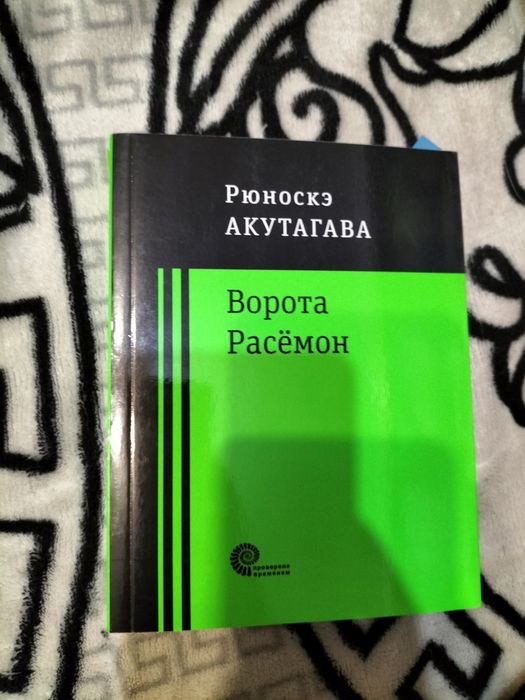 Рюноскэ
АКУТАГАВА
Ворота
Расёмон
проверено
временем